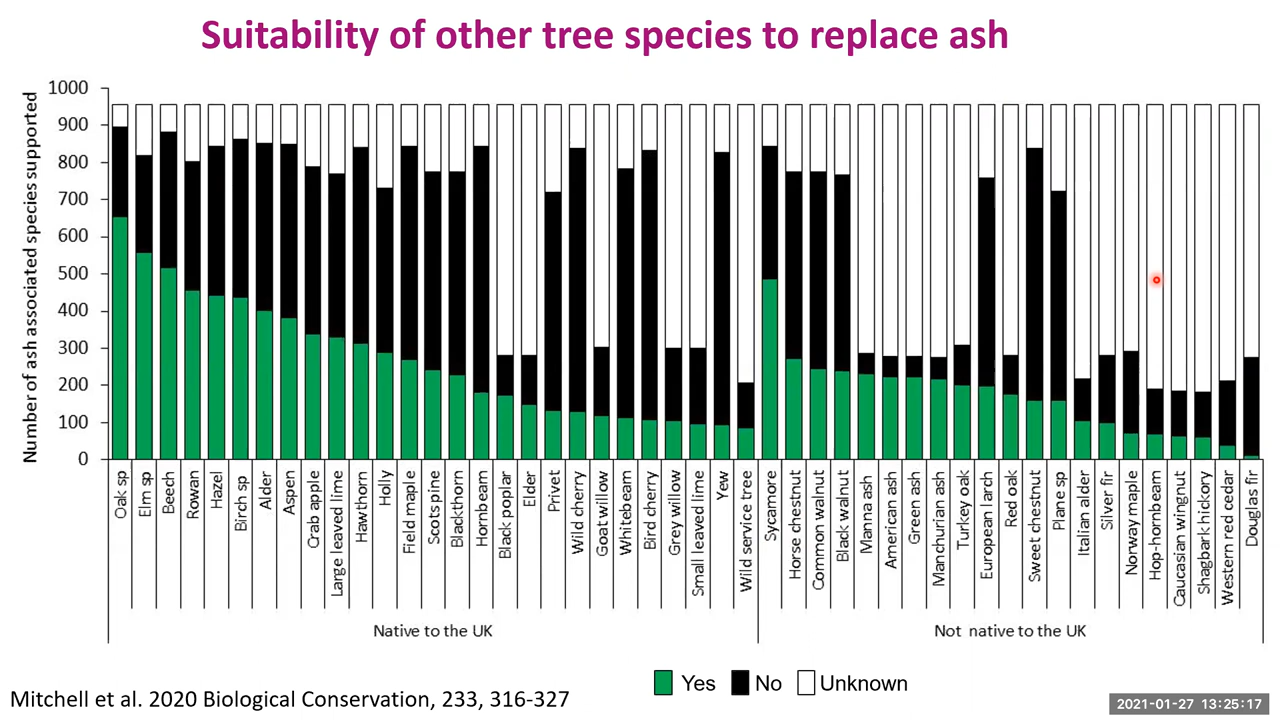 Suitability of other tree species to replace ash
Number of ash associated species supported
1000
900
800
700
600
500
400
300
200
100
0
Oak sp
Elm sp
Beech
Rowan
Hazel
Birch sp
Alder
Aspen
Crab apple
Large leaved lime
Hawthorn
Holly
Field maple
Scots pine
Blackthorn
Hornbeam
Black poplar
Elder
Privet
Wild cherry
Goat willow
Whitebeam
Bird cherry
Grey willow
Small leaved lime
Yew
Wild service tree
Sycamore
Horse chestnut
Common walnut
Black walnut
Manna ash
American ash
Green ash
Manchurian ash
Turkey oak
European larch
Red oak
Sweet chestnut
Plane sp
Italian alder
Silver fir
Norway maple
Hop-hornbeam
Caucasian wingnut
Shagbark hickory
Western red cedar
Douglas fir
Native to the UK
Not native to the UK
Yes No Unknown
Mitchell et al. 2020 Biological Conservation, 233, 316-327
2021-01-27 13:25:17